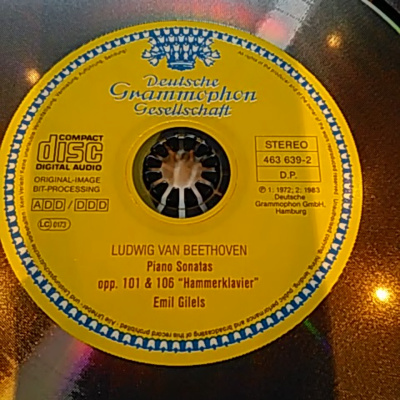 Deutsche
Grammophon
Gesellschaft
COMPACT
disc
DIGITAL AUDIO
ORIGINAL-IMAGE
BIT-PROCESSING
ADD/DDD
LC 0173
STEREO
463 639-2
D.P.
℗ 1: 1972; 2: 1983
Deutsche
Grammophon GmbH,
Hamburg
LUDWIG VAN BEETHOVEN
Piano Sonatas
opp. 101 & 106 "Hammerklavier"
Emil Gilels